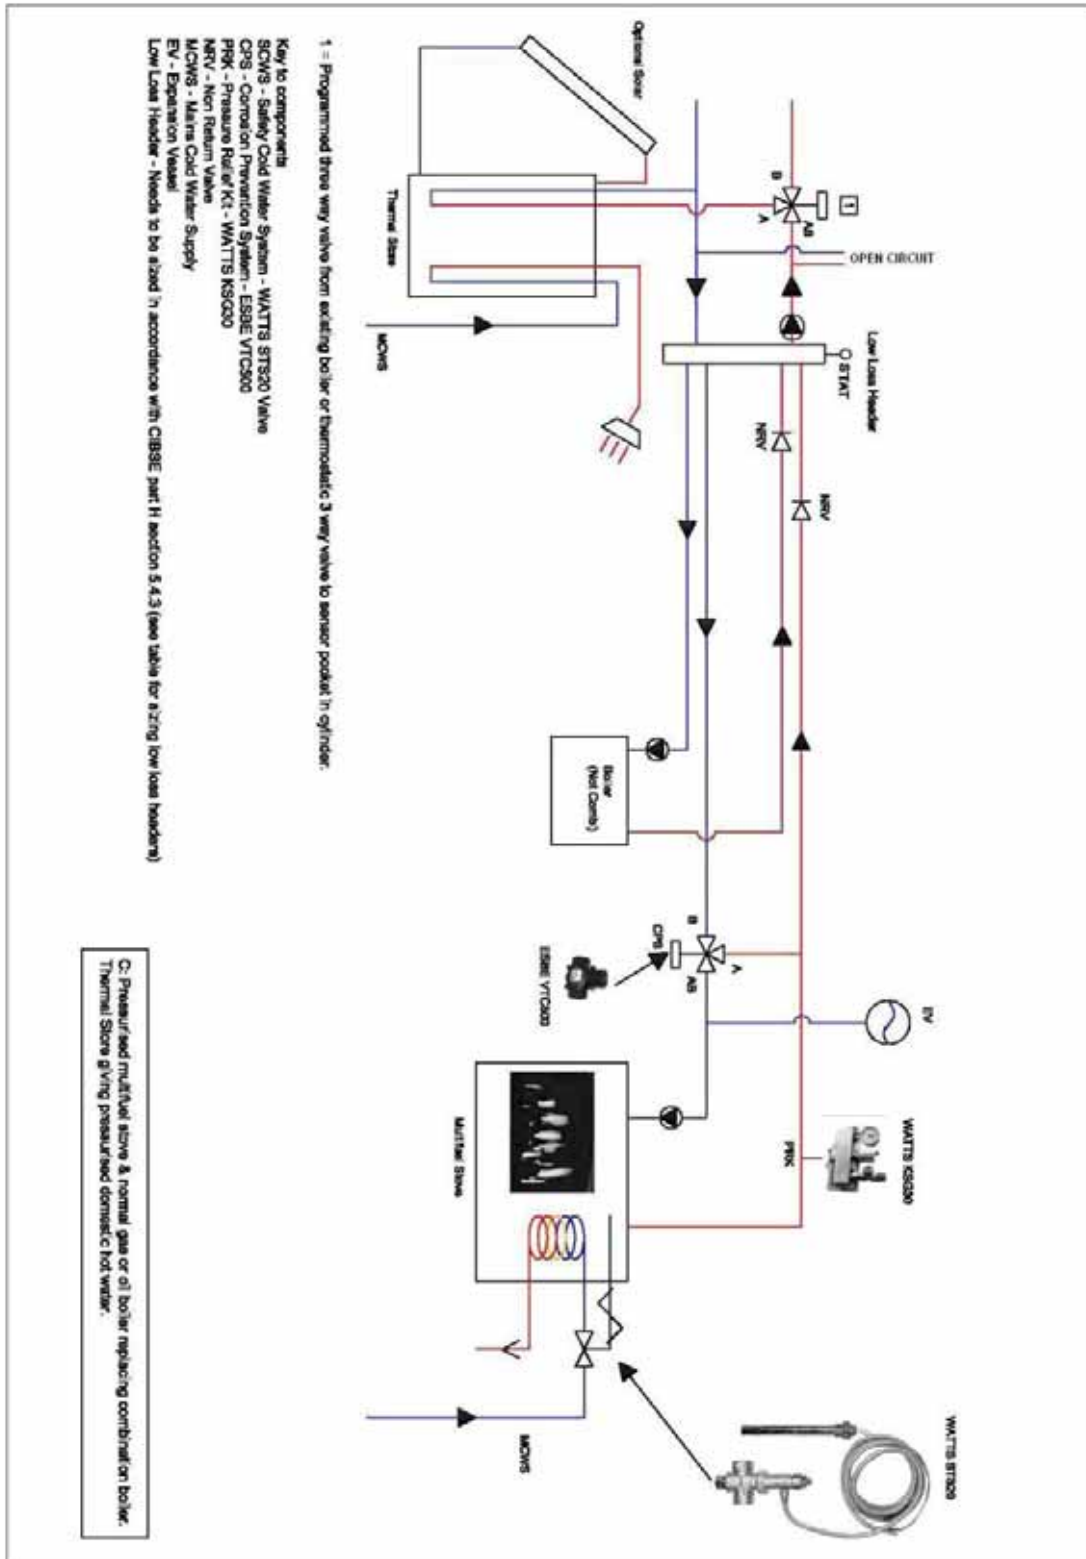 WATTS STS20
WATTS KSG30
EV
PRK
NRV
NRV
Low Loss Header
STAT
OPEN CIRCUIT
1
AB
A
B
Optional Solar
Thermal Store
MCWS
Boiler
(Not Combi)
B
A
AB
CPS
ESBE VTC500
Multifuel Stove
MCWS
1 = Programmed three way valve from existing boiler or thermostatic 3 way valve to sensor pocket in cylinder.
Key to components
SCWS - Safety Cold Water System - WATTS STS20 Valve
CPS - Corrosion Prevention System - ESBE VTC500
PRK - Pressure Relief Kit - WATTS KSG30
NRV - Non Return Valve
MCWS - Mains Cold Water Supply
EV - Expansion Vessel
Low Loss Header - Needs to be sized in accordance with CIBSE part H section 5.4.3 (see table for sizing low loss headers)
C: Pressurised multifuel stove & normal gas or oil boiler replacing combination boiler.
Thermal Store giving pressurised domestic hot water.